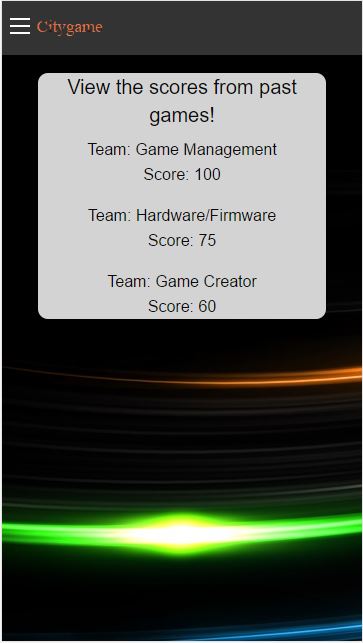 Citygame
View the scores from past
games!
Team: Game Management
Score: 100
Team: Hardware/Firmware
Score: 75
Team: Game Creator
Score: 60